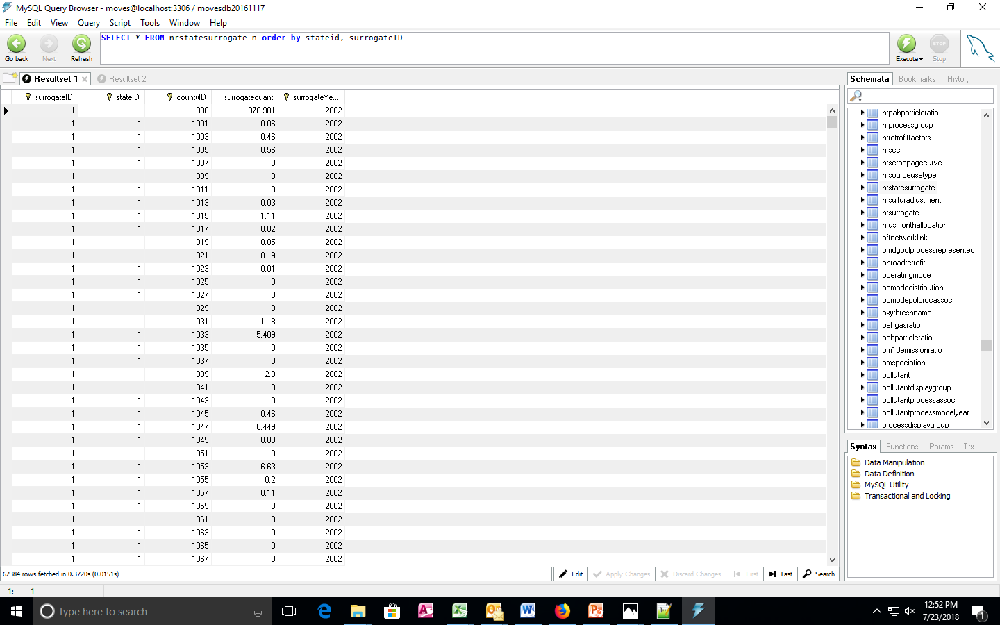 MySQL Query Browser - moves@localhost:3306 / movesdb20161117
File Edit View Query Script Tools Window Help
SELECT * FROM nrstatesurrogate n order by stateid, surrogateID
Go back Next Refresh Execute Stop
STOP
Resultset 1 Resultset 2
surrogateID stateID countyID surrogatequant surrogateYe...
1 1 1000 378.981 2002
1 1 1001 0.06 2002
1 1 1003 0.46 2002
1 1 1005 0.56 2002
1 1 1007 0 2002
1 1 1009 0 2002
1 1 1011 0 2002
1 1 1013 0.03 2002
1 1 1015 1.11 2002
1 1 1017 0.02 2002
1 1 1019 0.05 2002
1 1 1021 0.19 2002
1 1 1023 0.01 2002
1 1 1025 0 2002
1 1 1027 0 2002
1 1 1029 0 2002
1 1 1031 1.18 2002
1 1 1033 5.409 2002
1 1 1035 0 2002
1 1 1037 0 2002
1 1 1039 2.3 2002
1 1 1041 0 2002
1 1 1043 0 2002
1 1 1045 0.46 2002
1 1 1047 0.449 2002
1 1 1049 0.08 2002
1 1 1051 0 2002
1 1 1053 6.63 2002
1 1 1055 0.2 2002
1 1 1057 0.11 2002
1 1 1059 0 2002
1 1 1061 0 2002
1 1 1063 0 2002
1 1 1065 0 2002
1 1 1067 0 2002
62384 rows fetched in 0.3720s (0.0151s)
Edit Apply Changes Discard Changes First Last Search
1: 1
Schemata Bookmarks History
nrpahparticleratio
nrprocessgroup
nrretrofitfactors
nrscc
nrscrappagecurve
nrsourceusetype
nrstatesurrogate
nrsulfuradjustment
nrsurrogate
nrusmonthallocation
offnetworklink
omdgpolprocessrepresented
onroadretrofit
operatingmode
opmodedistribution
opmodepolprocassoc
oxythreshname
pahgasratio
pahparticleratio
pm10emissionratio
pmspeciation
pollutant
pollutantdisplaygroup
pollutantprocessassoc
pollutantprocessmodelyear
processdisplaygroup
Syntax Functions Params Trx
Data Manipulation
Data Definition
MySQL Utility
Transactional and Locking
Type here to search
12:52 PM
7/23/2018
1